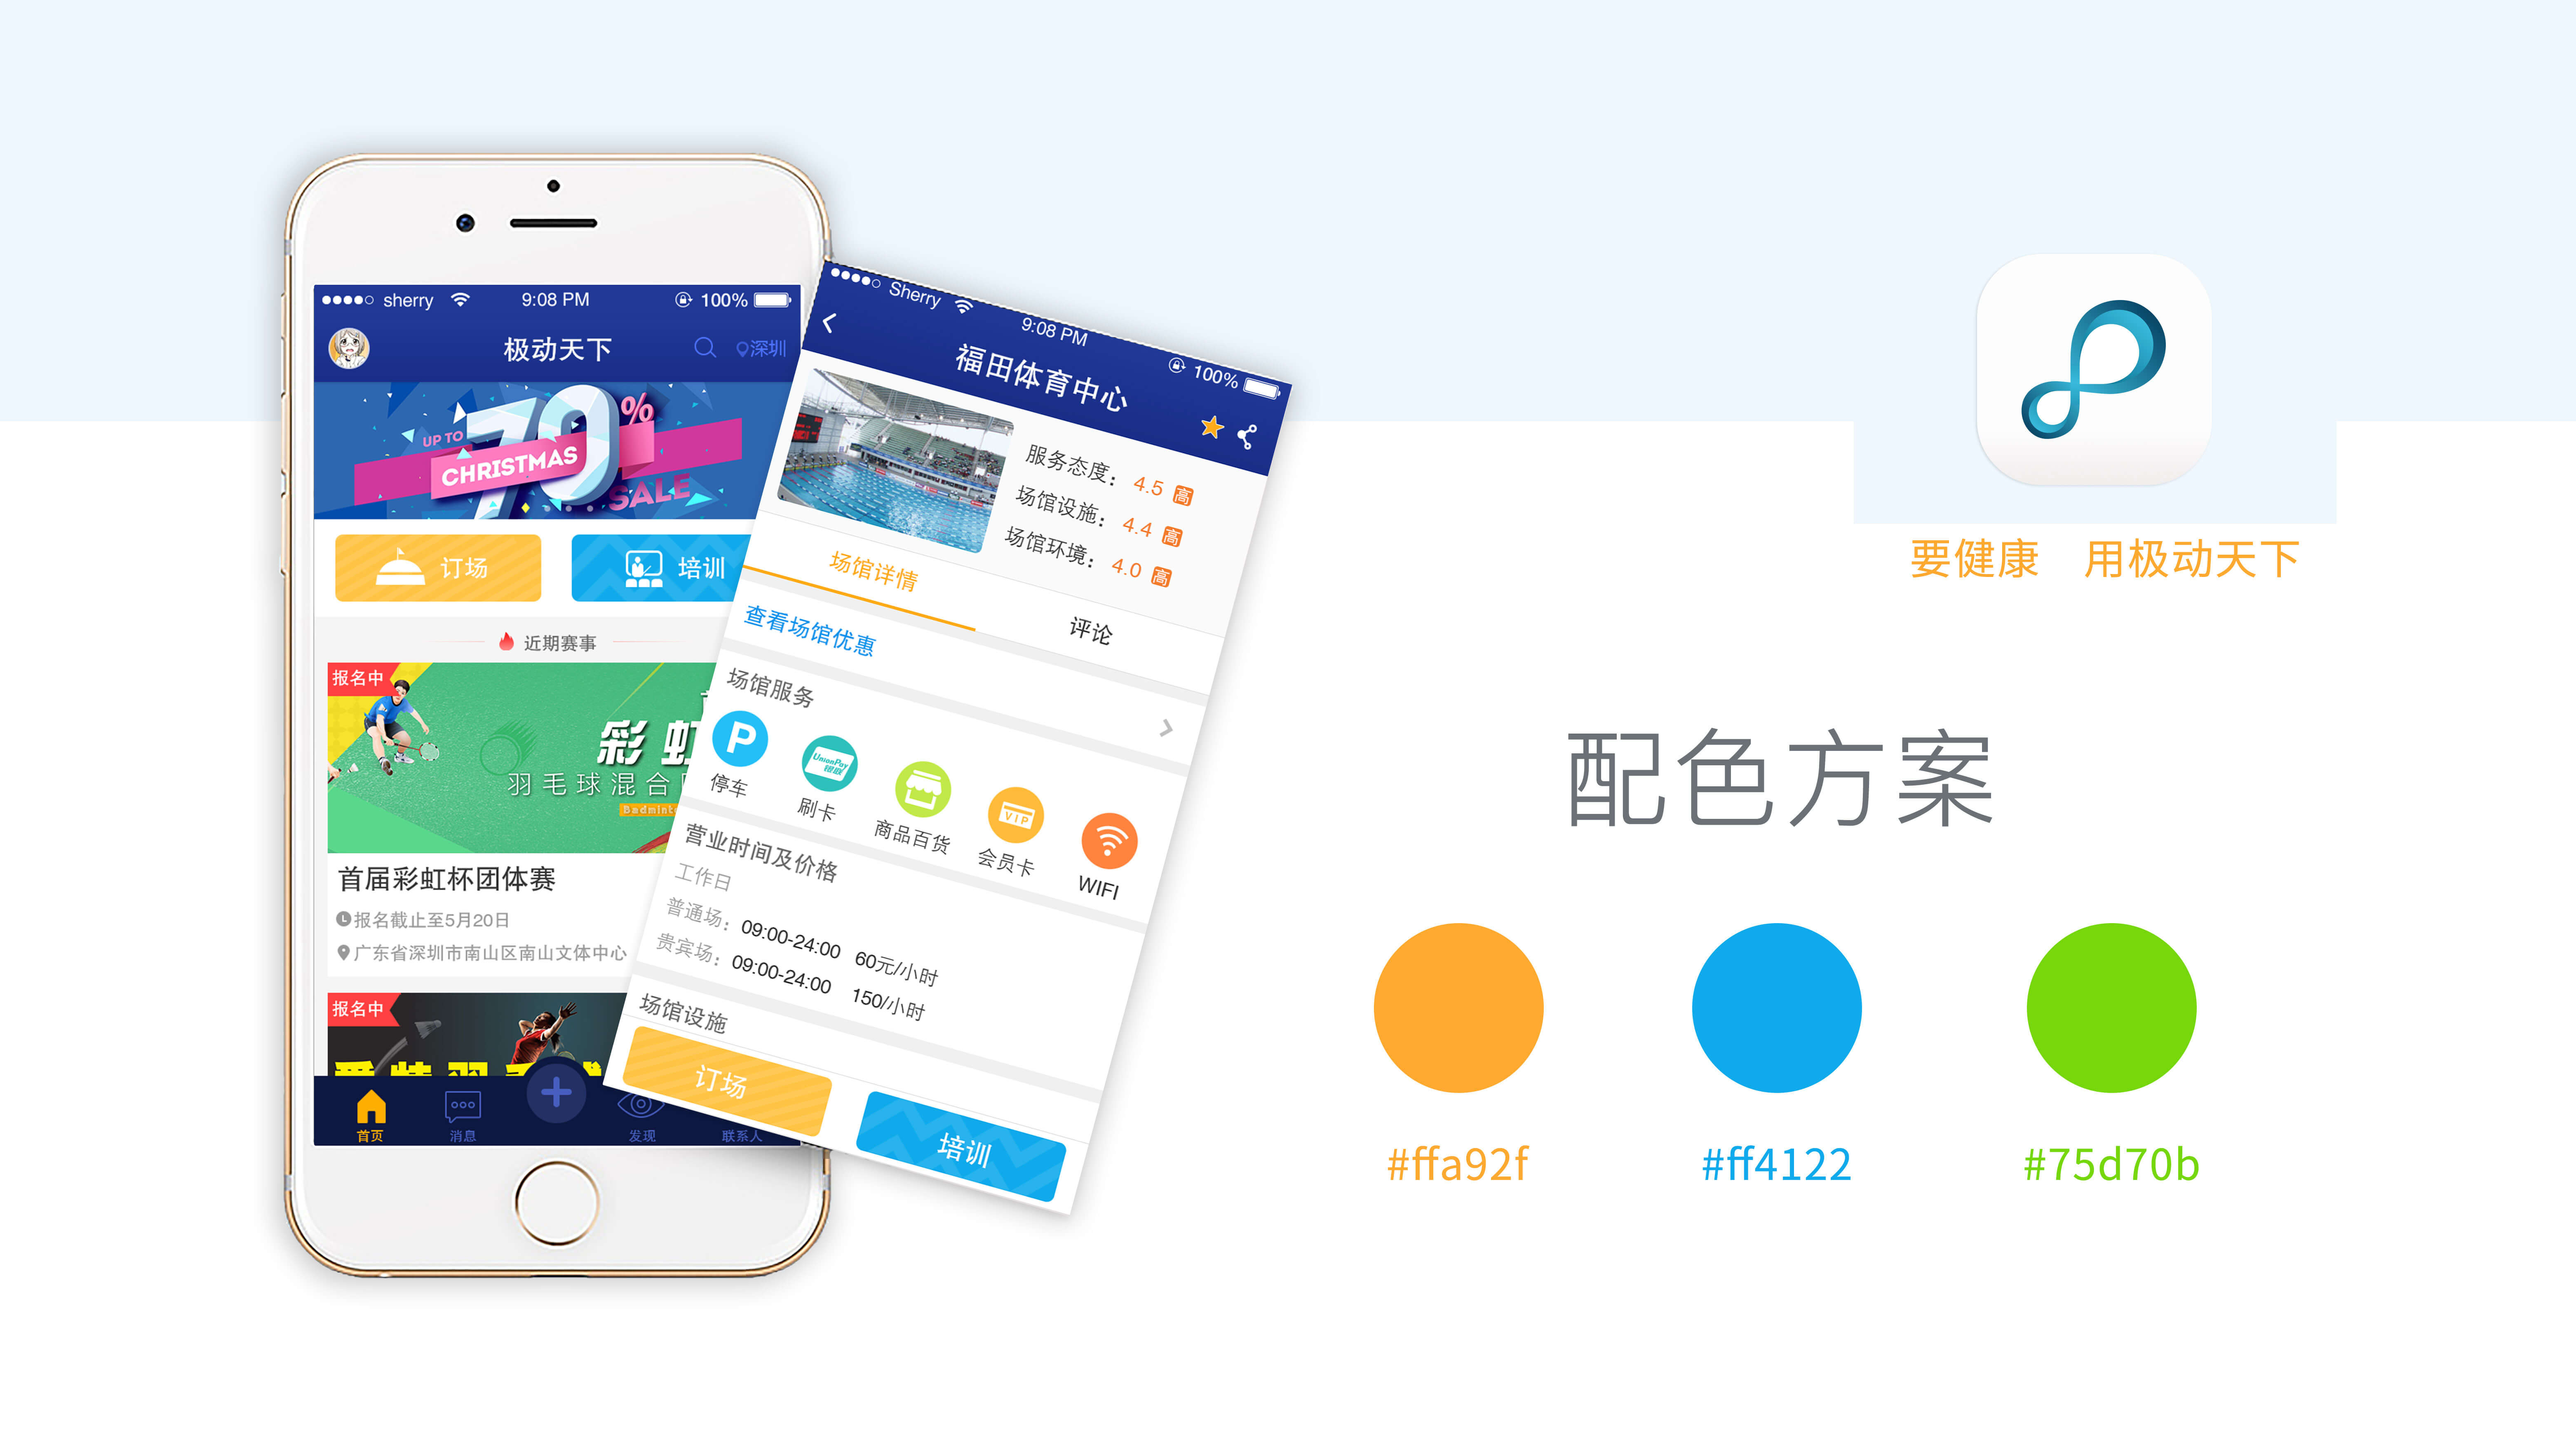 sherry 9:08 PM 100%
极动天下 深圳
UP TO 70%
CHRISTMAS
SALE
订场 培训
近期赛事
报名中
彩虹
羽毛球混合
首届彩虹杯团体赛
报名截止至5月20日
广东省深圳市南山区南山文体中心
报名中
首页 消息 发现 联系人
Sherry 9:08 PM 100%
福田体育中心
服务态度： 4.5 高
场馆设施： 4.4 高
场馆环境： 4.0 高
场馆详情 评论
查看场馆优惠
场馆服务
P UnionPay 银联 VIP
停车 刷卡 商品百货 会员卡 WIFI
营业时间及价格
工作日
普通场： 09:00-24:00 60元/小时
贵宾场： 09:00-24:00 150/小时
场馆设施
订场 培训
要健康 用极动天下
配色方案
#ffa92f #ff4122 #75d70b